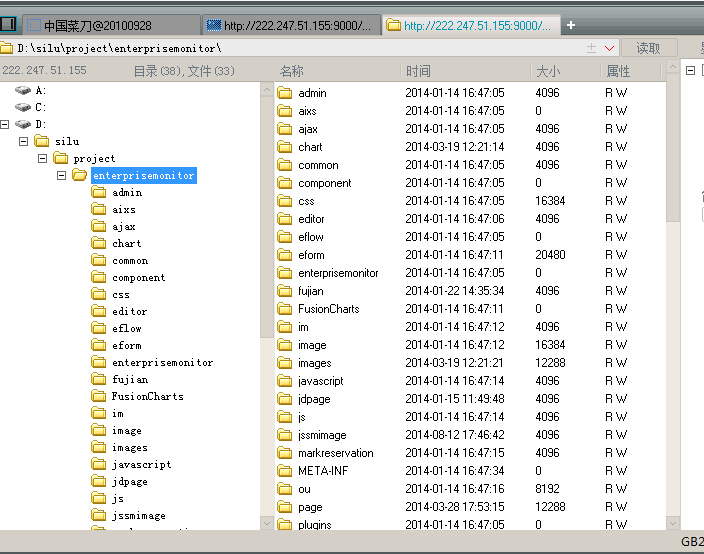 中国菜刀@20100928 http://222.247.51.155:9000/... http://222.247.51.155:9000/... +
D:\silu\project\enterprisemonitor\ 读取
222.247.51.155 目录(38),文件(33) 名称 时间 大小 属性
A:
C:
D:
silu
project
enterprisemonitor
admin
aixs
ajax
chart
common
component
css
editor
eflow
eform
enterprisemonitor
fujian
FusionCharts
im
image
images
javascript
jdpage
js
jssmimage
admin 2014-01-14 16:47:05 4096 R W
aixs 2014-01-14 16:47:05 0 R W
ajax 2014-01-14 16:47:05 4096 R W
chart 2014-03-19 12:21:14 4096 R W
common 2014-01-14 16:47:05 4096 R W
component 2014-01-14 16:47:05 0 R W
css 2014-01-14 16:47:05 16384 R W
editor 2014-01-14 16:47:06 4096 R W
eflow 2014-01-14 16:47:05 0 R W
eform 2014-01-14 16:47:11 20480 R W
enterprisemonitor 2014-01-14 16:47:05 0 R W
fujian 2014-01-22 14:35:34 4096 R W
FusionCharts 2014-01-14 16:47:11 0 R W
im 2014-01-14 16:47:12 4096 R W
image 2014-01-14 16:47:12 16384 R W
images 2014-03-19 12:21:21 12288 R W
javascript 2014-01-14 16:47:14 4096 R W
jdpage 2014-01-15 11:49:48 4096 R W
js 2014-01-14 16:47:14 4096 R W
jssmimage 2014-08-12 17:46:42 4096 R W
markreservation 2014-01-14 16:47:15 4096 R W
META-INF 2014-01-14 16:47:34 0 R W
ou 2014-01-14 16:47:16 8192 R W
page 2014-03-28 17:53:15 12288 R W
plugins 2014-01-14 16:47:05 0 R W
GB2